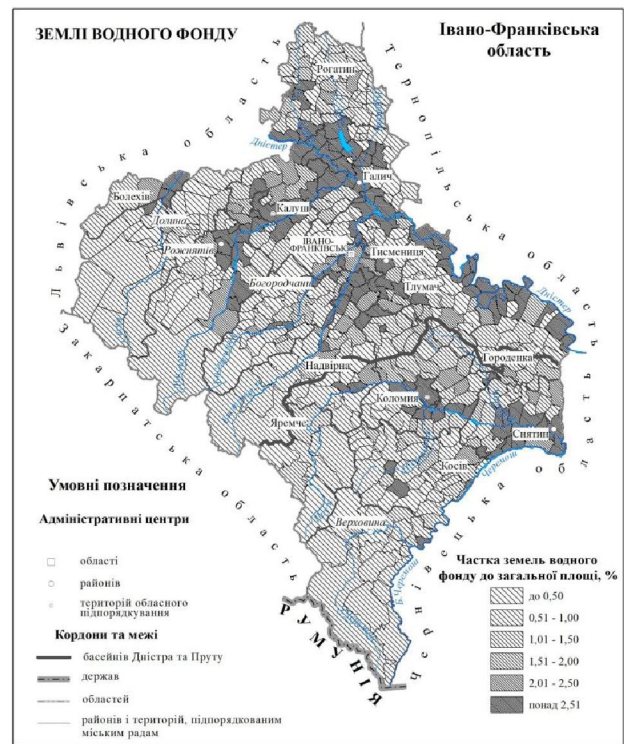 ЗЕМЛІ ВОДНОГО ФОНДУ
Івано-Франківська
область
Львівська область
Тернопільська область
Закарпатська область
Чернівецька область
РУМУНІЯ
Рогатин
Дністер
Галич
Болехів
Долина
Калуш
Рожнятів
ІВАНО-
ФРАНКІВСЬК
Тисмениця
Богородчани
Тлумач
Дністер
Городенка
Надвірна
Коломия
Яремче
Снятин
Косів
Черемош
Верховина
Б.Черемош
Умовні позначення
Адміністративні центри
області
районів
територій обласного
підпорядкування
Кордони та межі
басейнів Дністра та Пруту
держав
областей
районів і територій, підпорядкованим
міським радам
Частка земель водного
фонду до загальної площі, %
до 0,50
0,51 - 1,00
1,01 - 1,50
1,51 - 2,00
2,01 - 2,50
понад 2,51